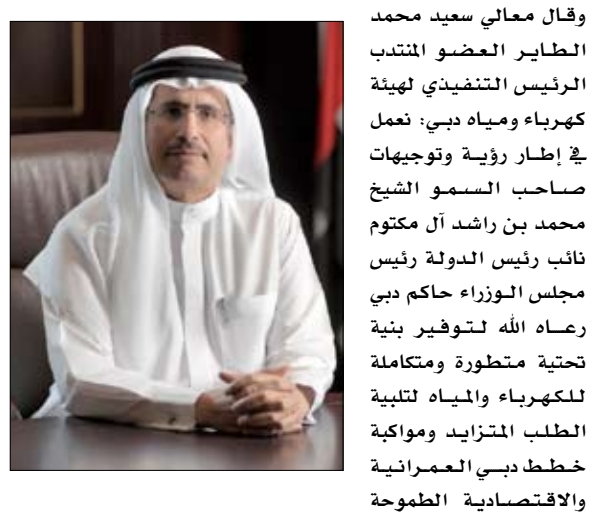 وقال معالي سعيد محمد
الطاير العضو المنتدب
الرئيس التنفيذي لهيئة
كهرباء ومياه دبي: نعمل
في إطار رؤية وتوجيهات
صاحب السمو الشيخ
محمد بن راشد آل مكتوم
نائب رئيس الدولة رئيس
مجلس الوزراء حاكم دبي
رعاه الله لتوفير بنية
تحتية متطورة ومتكاملة
للكهرباء والمياه لتلبية
الطلب المتزايد ومواكبة
خطط دبي العمرانية
والاقتصادية الطموحة